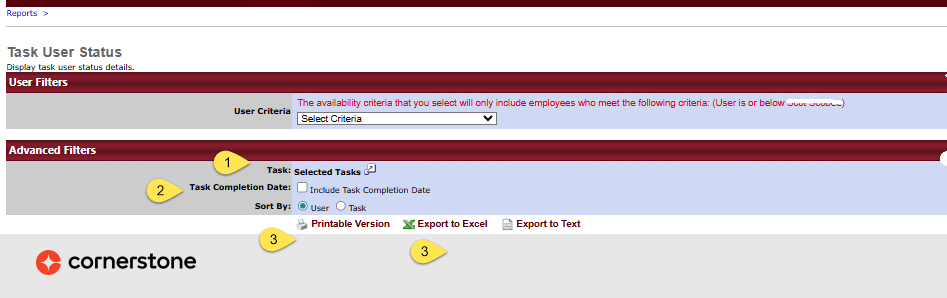 Reports >
Task User Status
Display task user status details.
User Filters
User Criteria
The availability criteria that you select will only include employees who meet the following criteria: (User is or below )
Select Criteria
Advanced Filters
1
Task: Selected Tasks
2
Task Completion Date: Include Task Completion Date
Sort By: User Task
Printable Version Export to Excel Export to Text
3 3
cornerstone